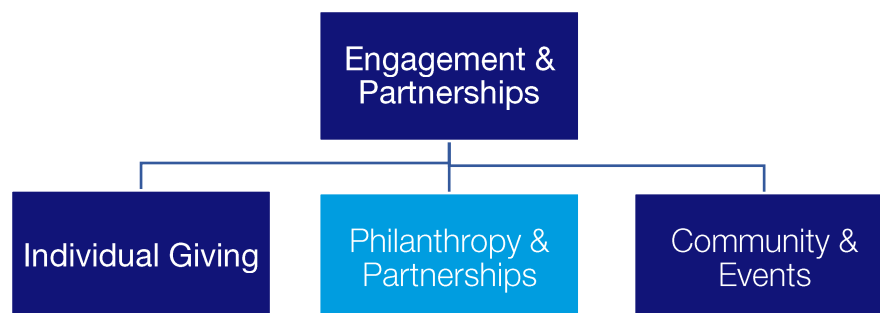 Engagement &
Partnerships
Individual Giving
Philanthropy &
Partnerships
Community &
Events